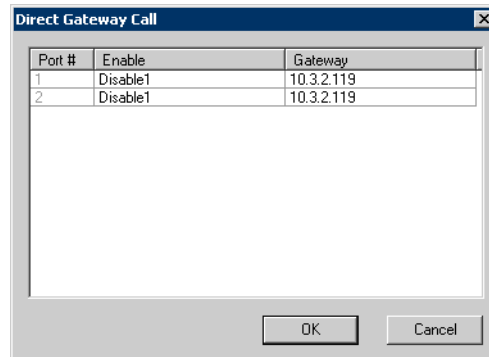 Direct Gateway Call
Port # Enable Gateway
1 Disable1 10.3.2.119
2 Disable1 10.3.2.119
OK Cancel